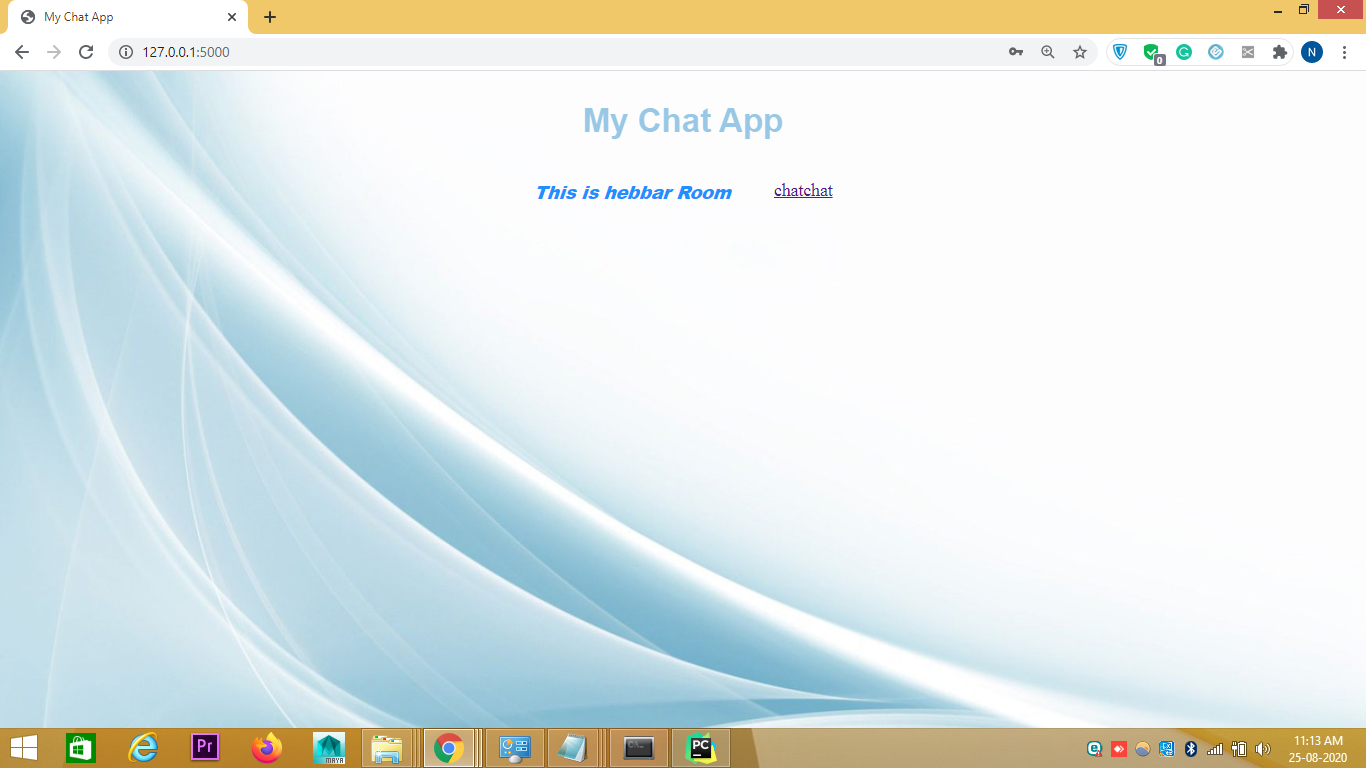 My Chat App
127.0.0.1:5000
0
N
My Chat App
This is hebbar Room chatchat
Pr
MAYA
C:\.
PC
11:13 AM
25-08-2020